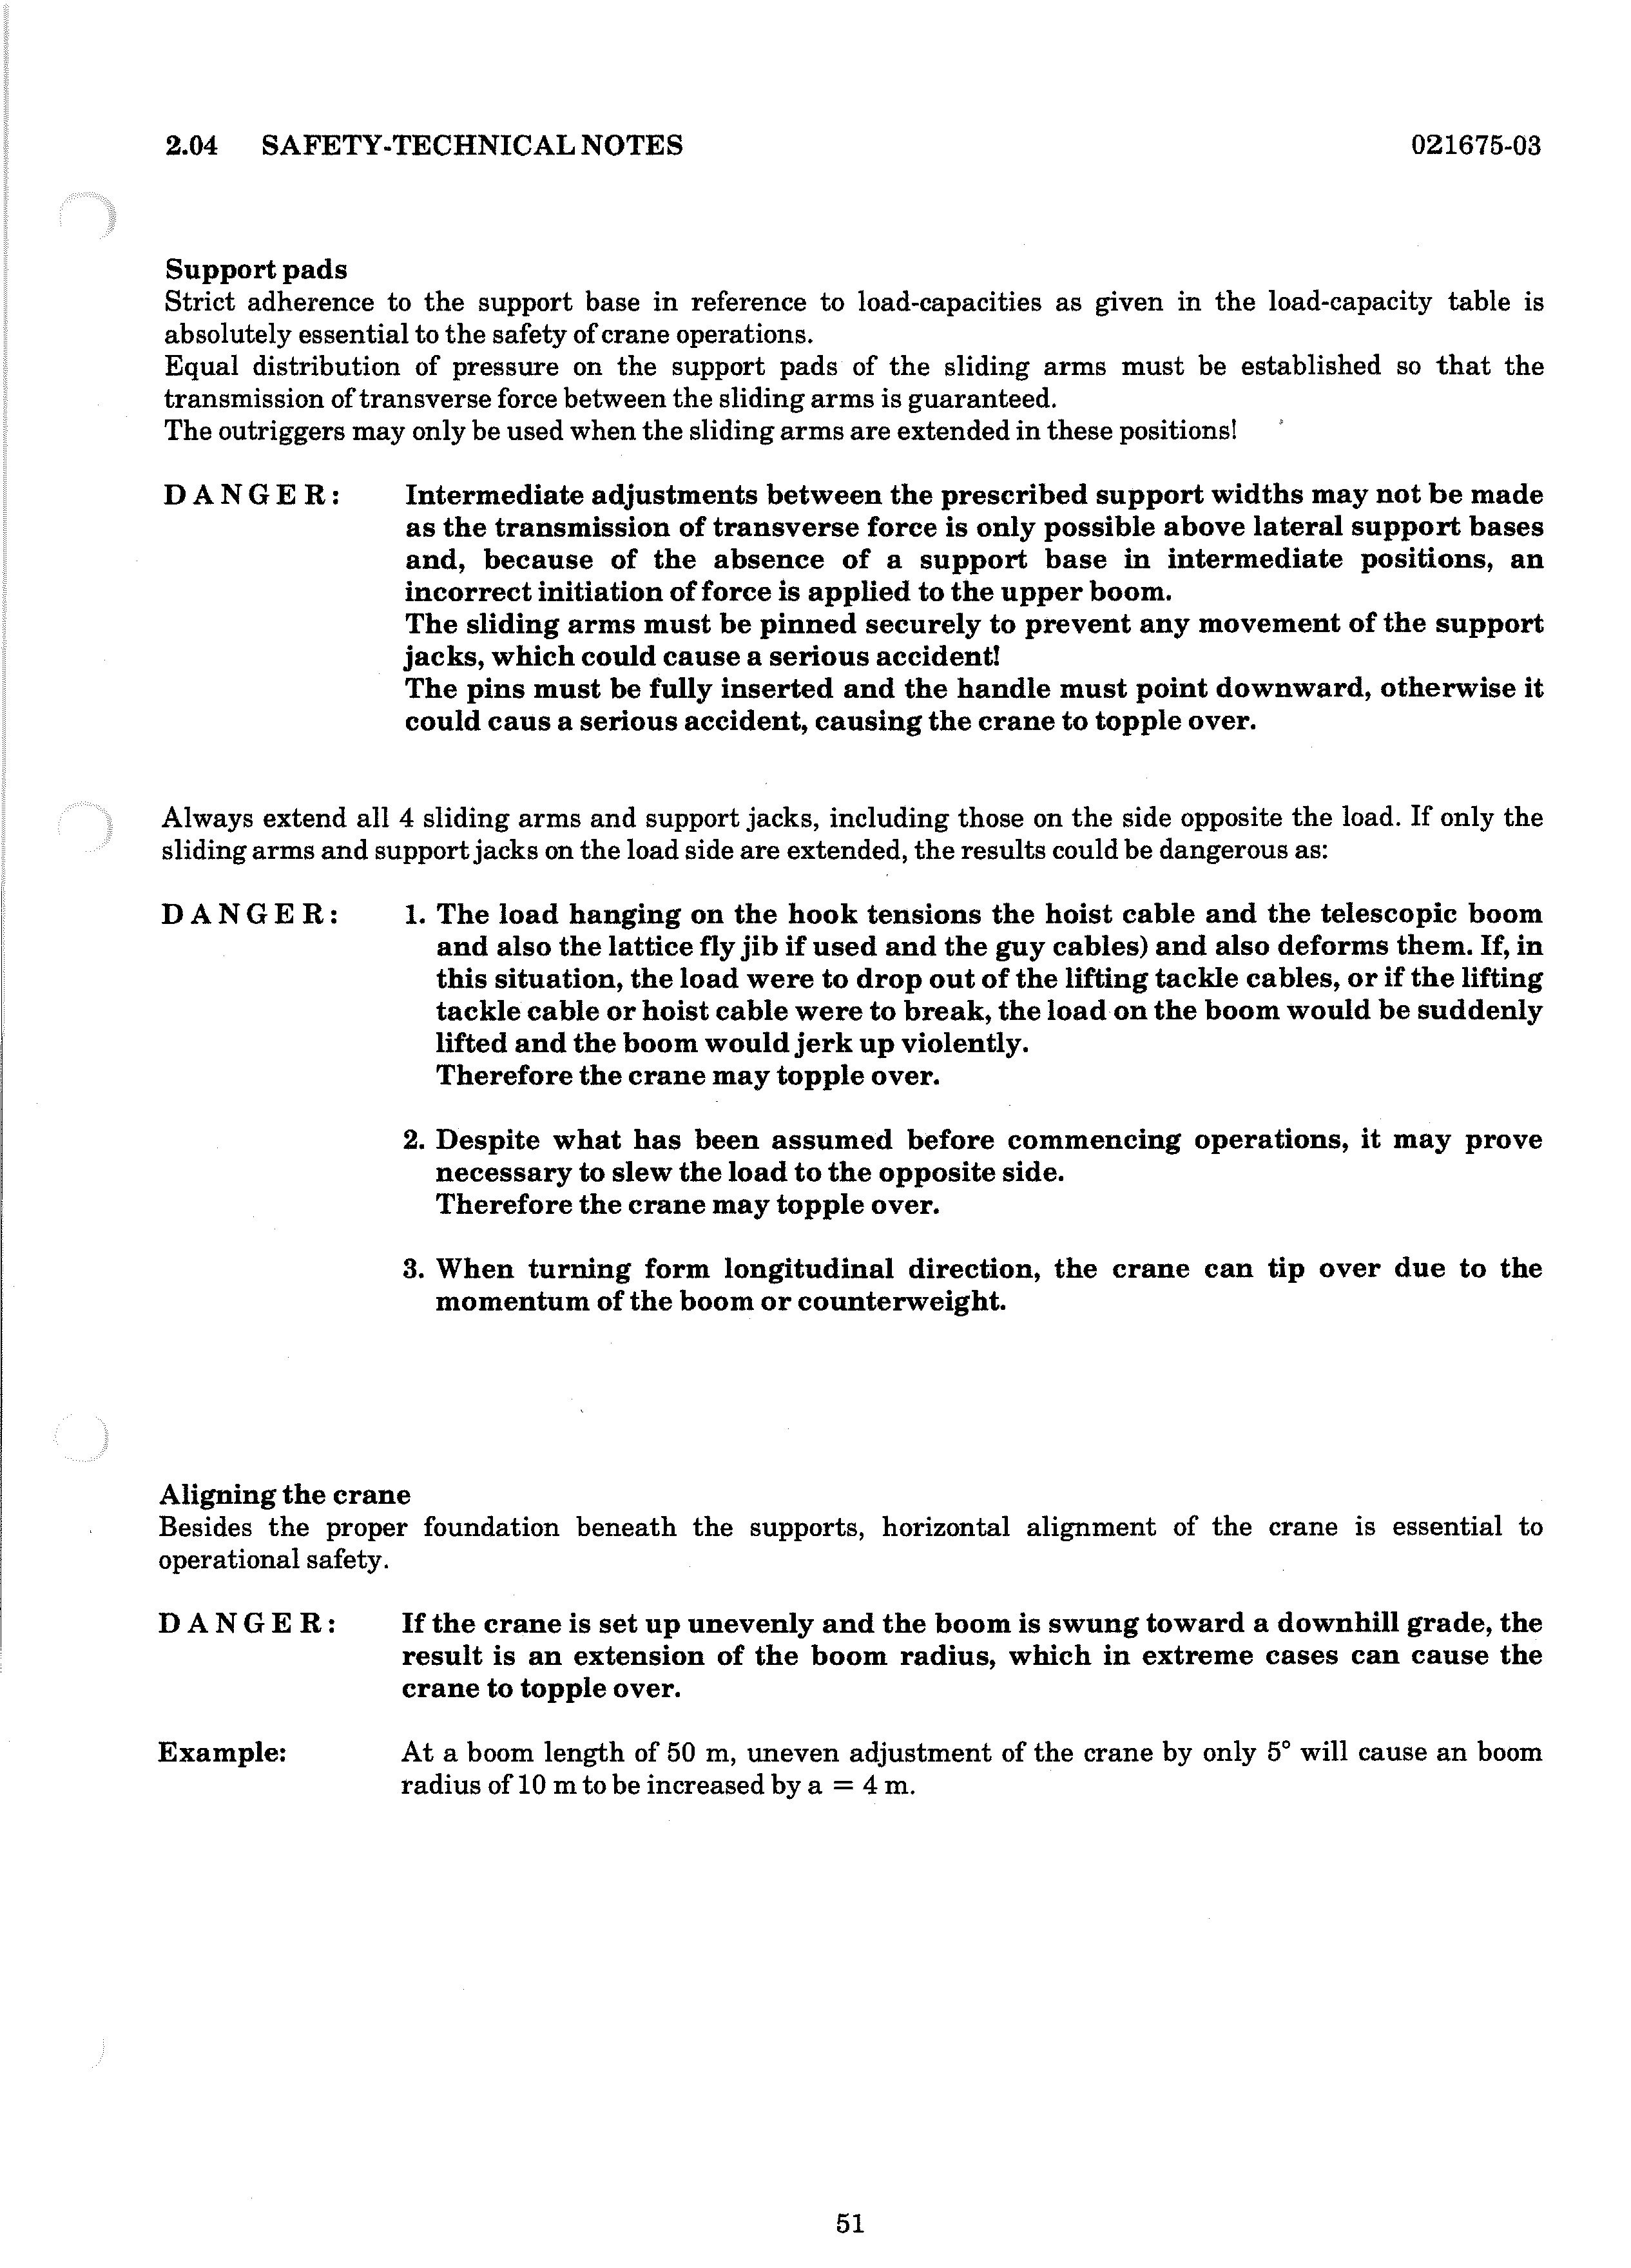 2.04 SAFETY-TECHNICAL NOTES 021675-03
Support pads
Strict adherence to the support base in reference to load-capacities as given in the load-capacity table is
absolutely essential to the safety of crane operations.
Equal distribution of pressure on the support pads of the sliding arms must be established so that the
transmission of transverse force between the sliding arms is guaranteed.
The outriggers may only be used when the sliding arms are extended in these positions!
DANGER: Intermediate adjustments between the prescribed support widths may not be made
as the transmission of transverse force is only possible above lateral support bases
and, because of the absence of a support base in intermediate positions, an
incorrect initiation of force is applied to the upper boom.
The sliding arms must be pinned securely to prevent any movement of the support
jacks, which could cause a serious accident!
The pins must be fully inserted and the handle must point downward, otherwise it
could caus a serious accident, causing the crane to topple over.
Always extend all 4 sliding arms and support jacks, including those on the side opposite the load. If only the
sliding arms and support jacks on the load side are extended, the results could be dangerous as:
DANGER: 1. The load hanging on the hook tensions the hoist cable and the telescopic boom
and also the lattice fly jib if used and the guy cables) and also deforms them. If, in
this situation, the load were to drop out of the lifting tackle cables, or if the lifting
tackle cable or hoist cable were to break, the load on the boom would be suddenly
lifted and the boom would jerk up violently.
Therefore the crane may topple over.
2. Despite what has been assumed before commencing operations, it may prove
necessary to slew the load to the opposite side.
Therefore the crane may topple over.
3. When turning form longitudinal direction, the crane can tip over due to the
momentum of the boom or counterweight.
Aligning the crane
Besides the proper foundation beneath the supports, horizontal alignment of the crane is essential to
operational safety.
DANGER: If the crane is set up unevenly and the boom is swung toward a downhill grade, the
result is an extension of the boom radius, which in extreme cases can cause the
crane to topple over.
Example: At a boom length of 50 m, uneven adjustment of the crane by only 5° will cause an boom
radius of 10 m to be increased by a = 4 m.
51